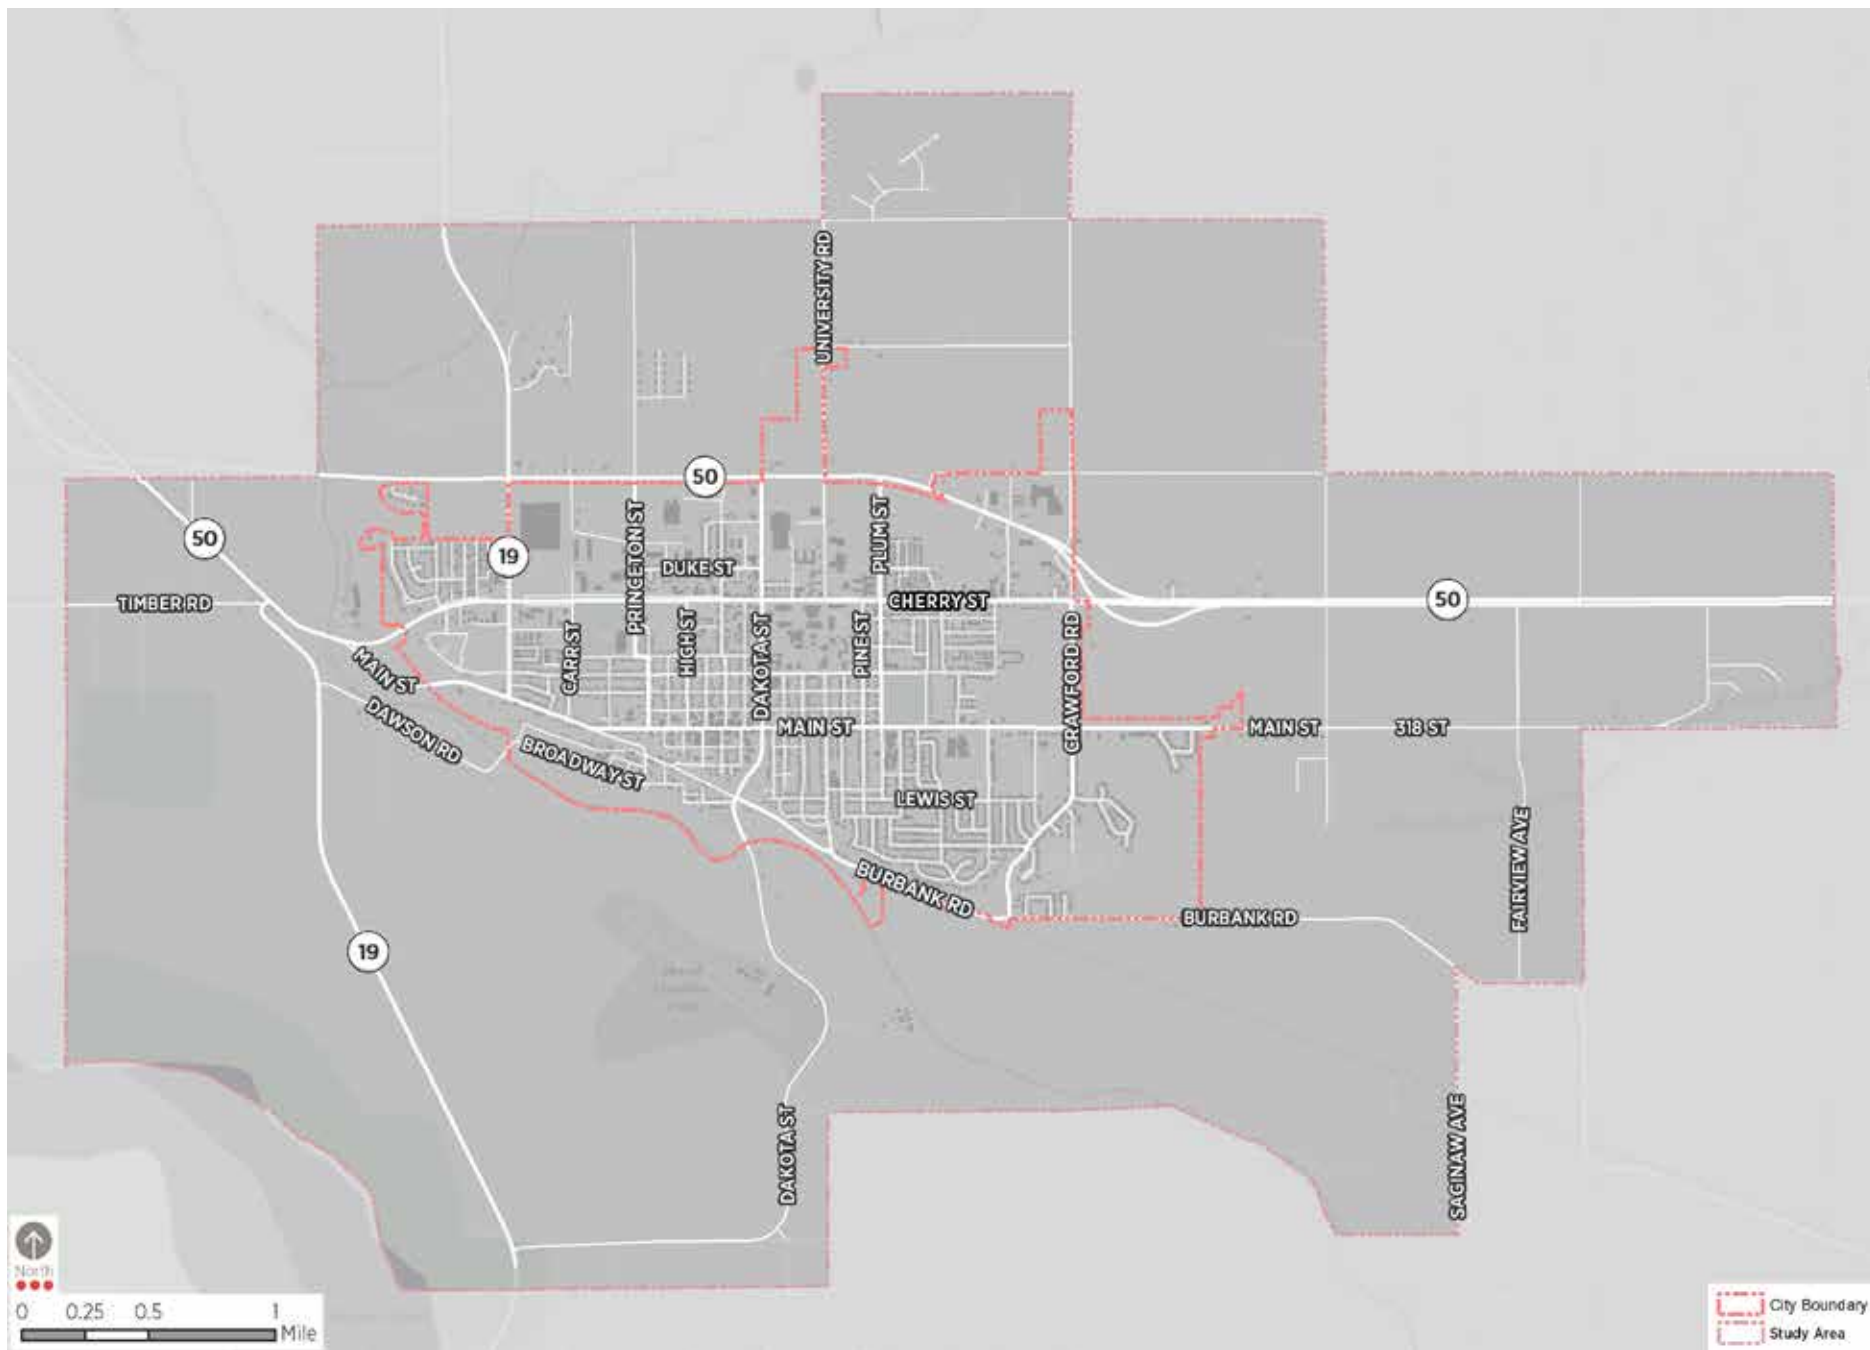 UNIVERSITY RD
50
50
19
PRINCETON ST
PLUM ST
DUKE ST
TIMBER RD
CHERRY ST
50
CARR ST
HIGH ST
DAKOTA ST
PINE ST
CRAWFORD RD
MAIN ST
DAWSON RD
BROADWAY ST
MAIN ST
MAIN ST
318 ST
LEWIS ST
FAIRVIEW AVE
BURBANK RD
BURBANK RD
19
DAKOTA ST
SAGINAW AVE
North
0 0.25 0.5 1
Mile
City Boundary
Study Area